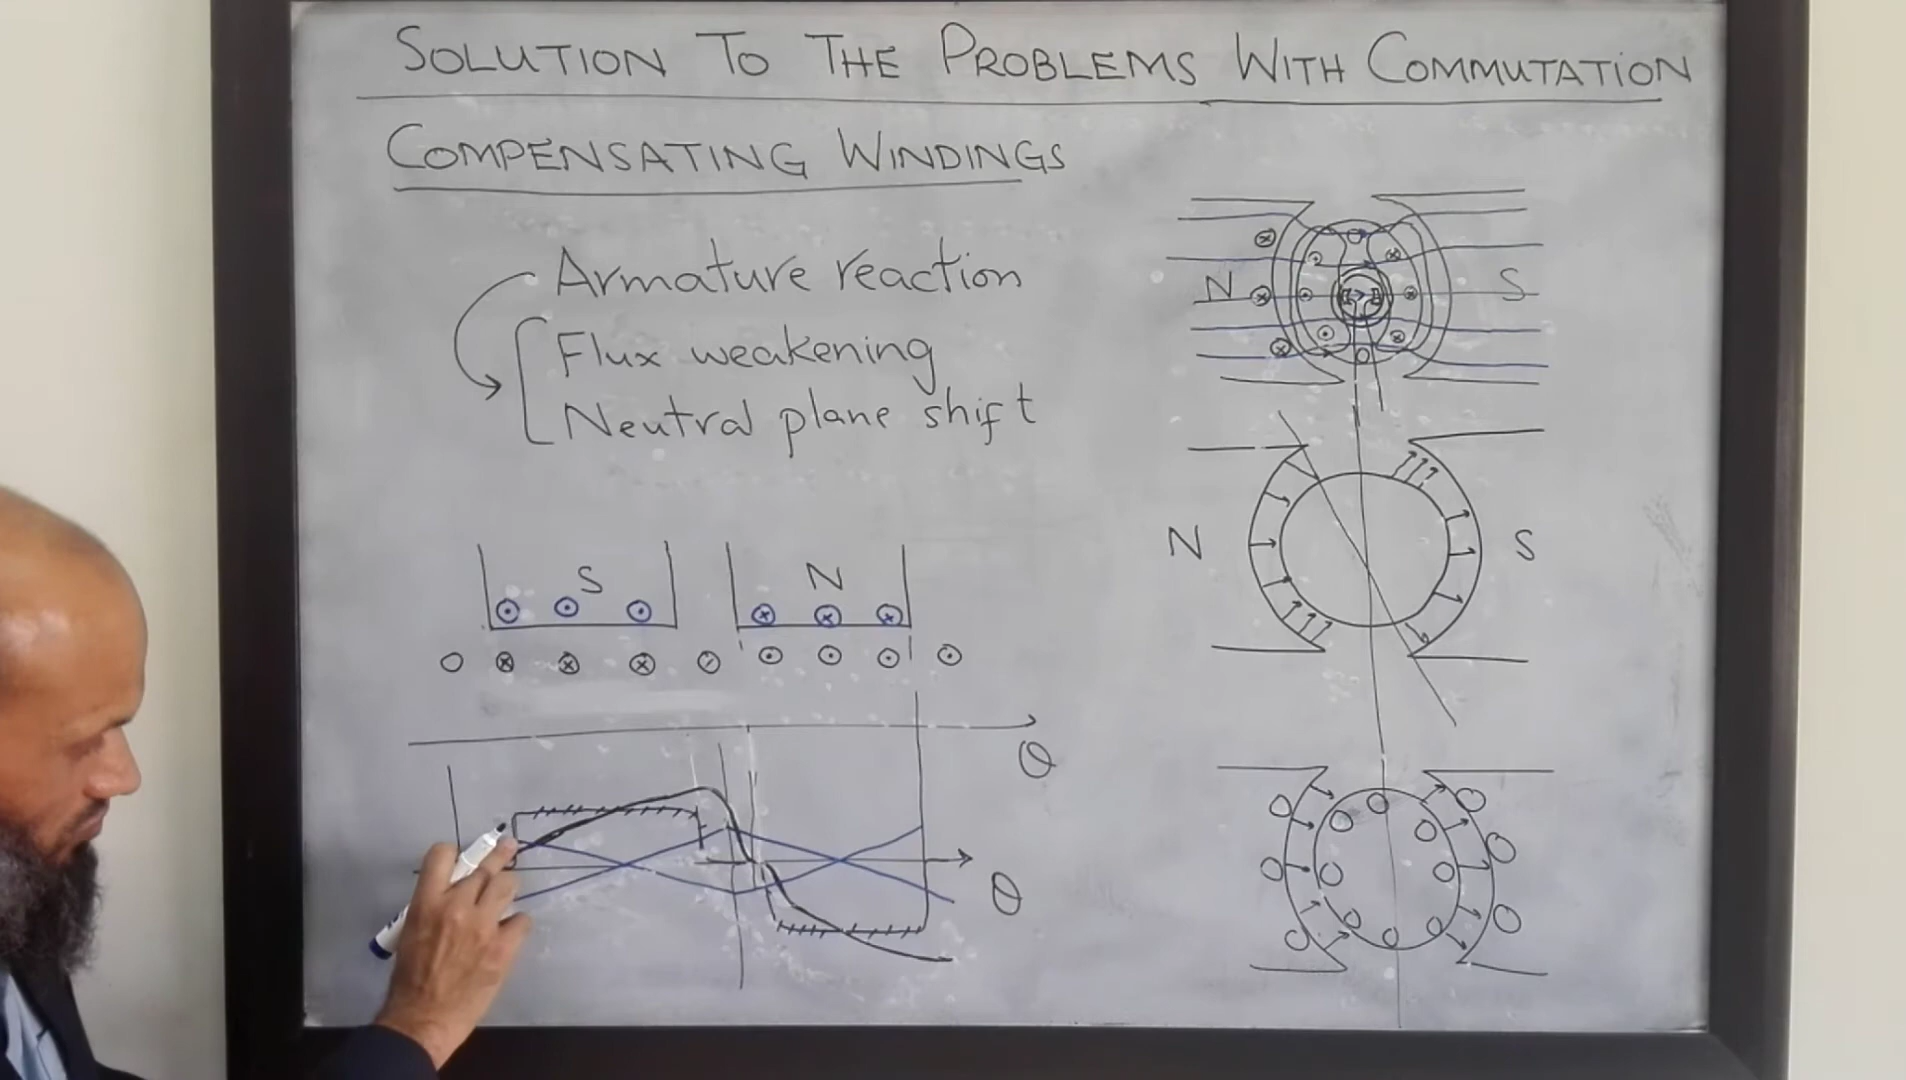 SOLUTION TO THE PROBLEMS WITH COMMUTATION
COMPENSATING WINDINGS
Armature reaction
Flux weakening
Neutral plane shift
N S
N S
S N
θ
θ